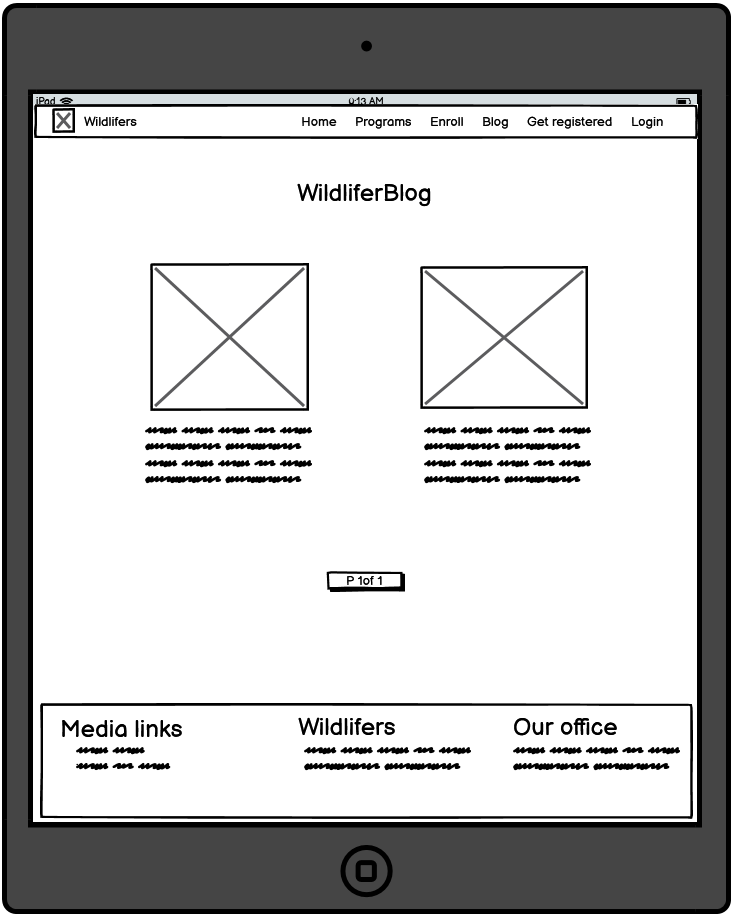 iPad 9:13 AM
Wildlifers Home Programs Enroll Blog Get registered Login
WildliferBlog
P 1of 1
Media links Wildlifers Our office